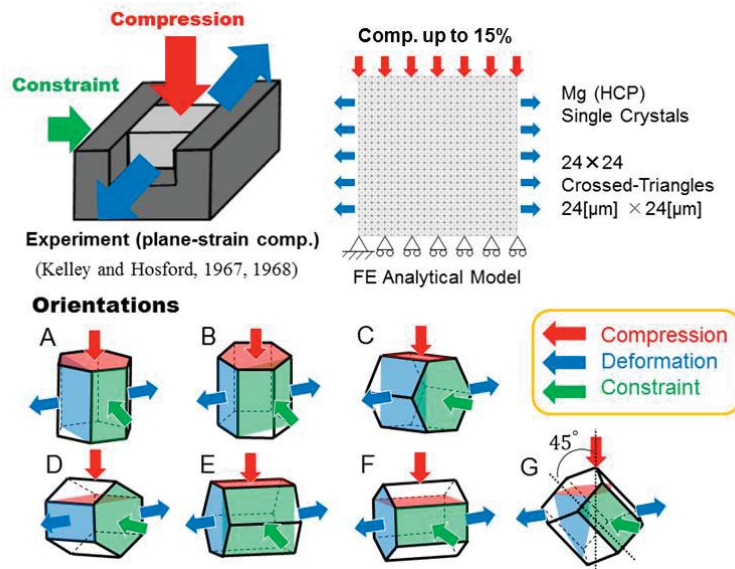 Compression
Constraint
Experiment (plane-strain comp.)
(Kelley and Hosford, 1967, 1968)
Comp. up to 15%
Mg (HCP)
Single Crystals
24×24
Crossed-Triangles
24[μm] ×24[μm]
FE Analytical Model
Orientations
A
B
C
Compression
Deformation
Constraint
D
E
F
G
45°